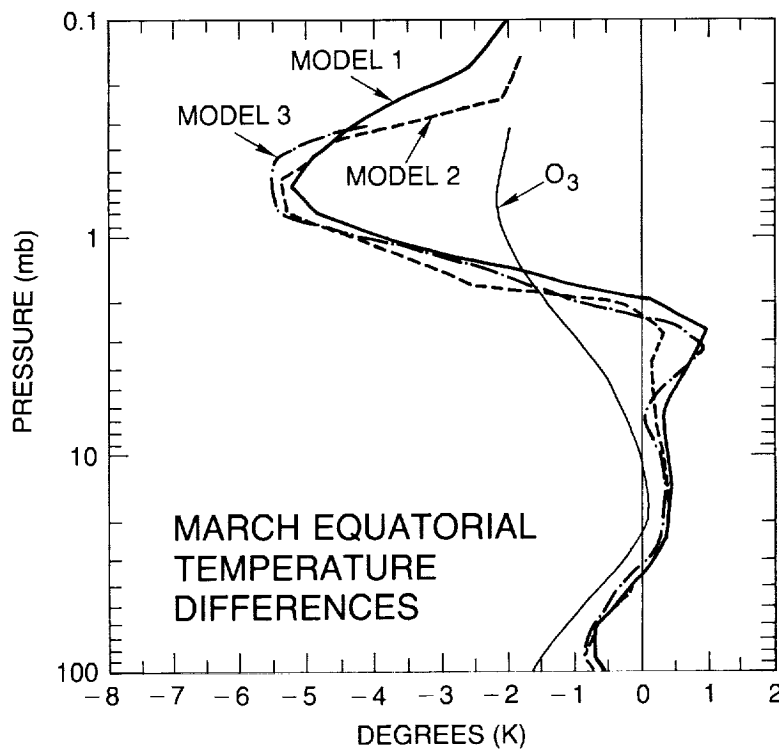 0.1
MODEL 1
MODEL 3
MODEL 2
O₃
1
PRESSURE (mb)
10
MARCH EQUATORIAL
TEMPERATURE
DIFFERENCES
100
−8 −7 −6 −5 −4 −3 −2 −1 0 1 2
DEGREES (K)